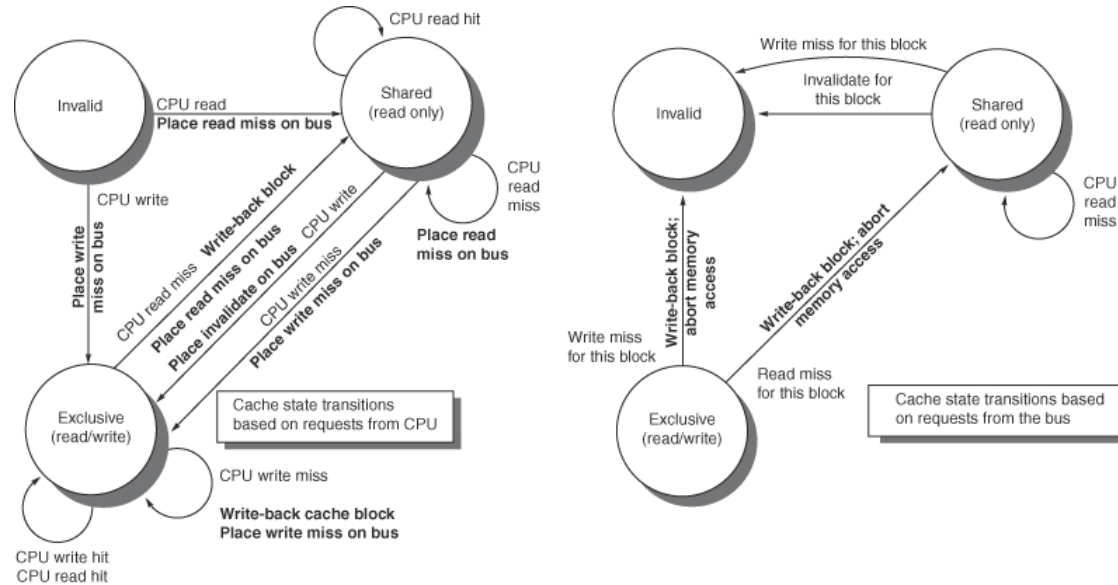 CPU read hit
Invalid
Shared
(read only)
CPU read
Place read miss on bus
CPU write
Place write
miss on bus
CPU read miss
Write-back block
Place read miss on bus
Place invalidate on bus
CPU write
CPU write miss
Place write miss on bus
CPU
read
miss
Place read
miss on bus
Exclusive
(read/write)
Cache state transitions
based on requests from CPU
CPU write miss
Write-back cache block
Place write miss on bus
CPU write hit
CPU read hit
Write miss for this block
Invalidate for
this block
Invalid
Shared
(read only)
CPU
read
miss
Write-back block;
abort memory
access
Write-back block; abort
memory access
Write miss
for this block
Read miss
for this block
Exclusive
(read/write)
Cache state transitions based
on requests from the bus